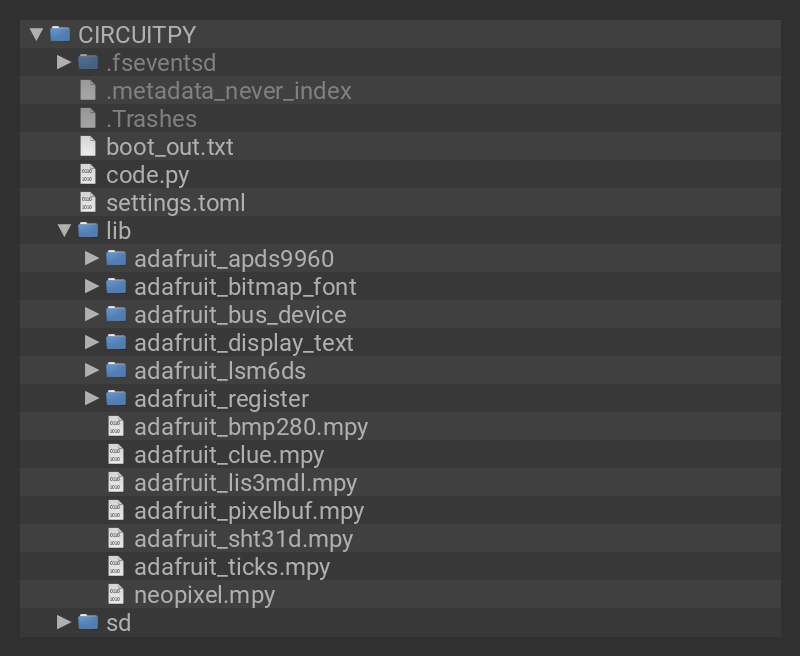 CIRCUITPY
.fseventsd
.metadata_never_index
.Trashes
boot_out.txt
code.py
settings.toml
lib
adafruit_apds9960
adafruit_bitmap_font
adafruit_bus_device
adafruit_display_text
adafruit_lsm6ds
adafruit_register
adafruit_bmp280.mpy
adafruit_clue.mpy
adafruit_lis3mdl.mpy
adafruit_pixelbuf.mpy
adafruit_sht31d.mpy
adafruit_ticks.mpy
neopixel.mpy
sd